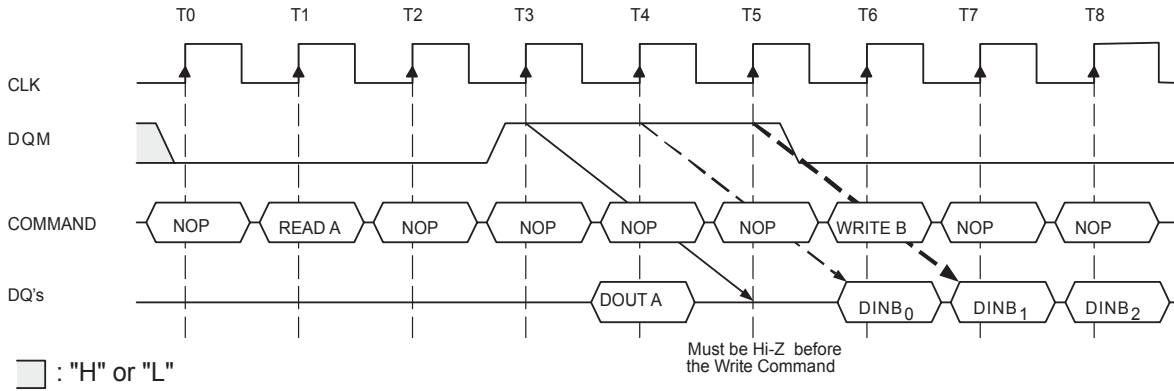 T0 T1 T2 T3 T4 T5 T6 T7 T8
CLK
DQM
COMMAND NOP READ A NOP NOP NOP NOP WRITE B NOP NOP
DQ's DOUT A DINB0 DINB1 DINB2
Must be Hi-Z before
the Write Command
: "H" or "L"